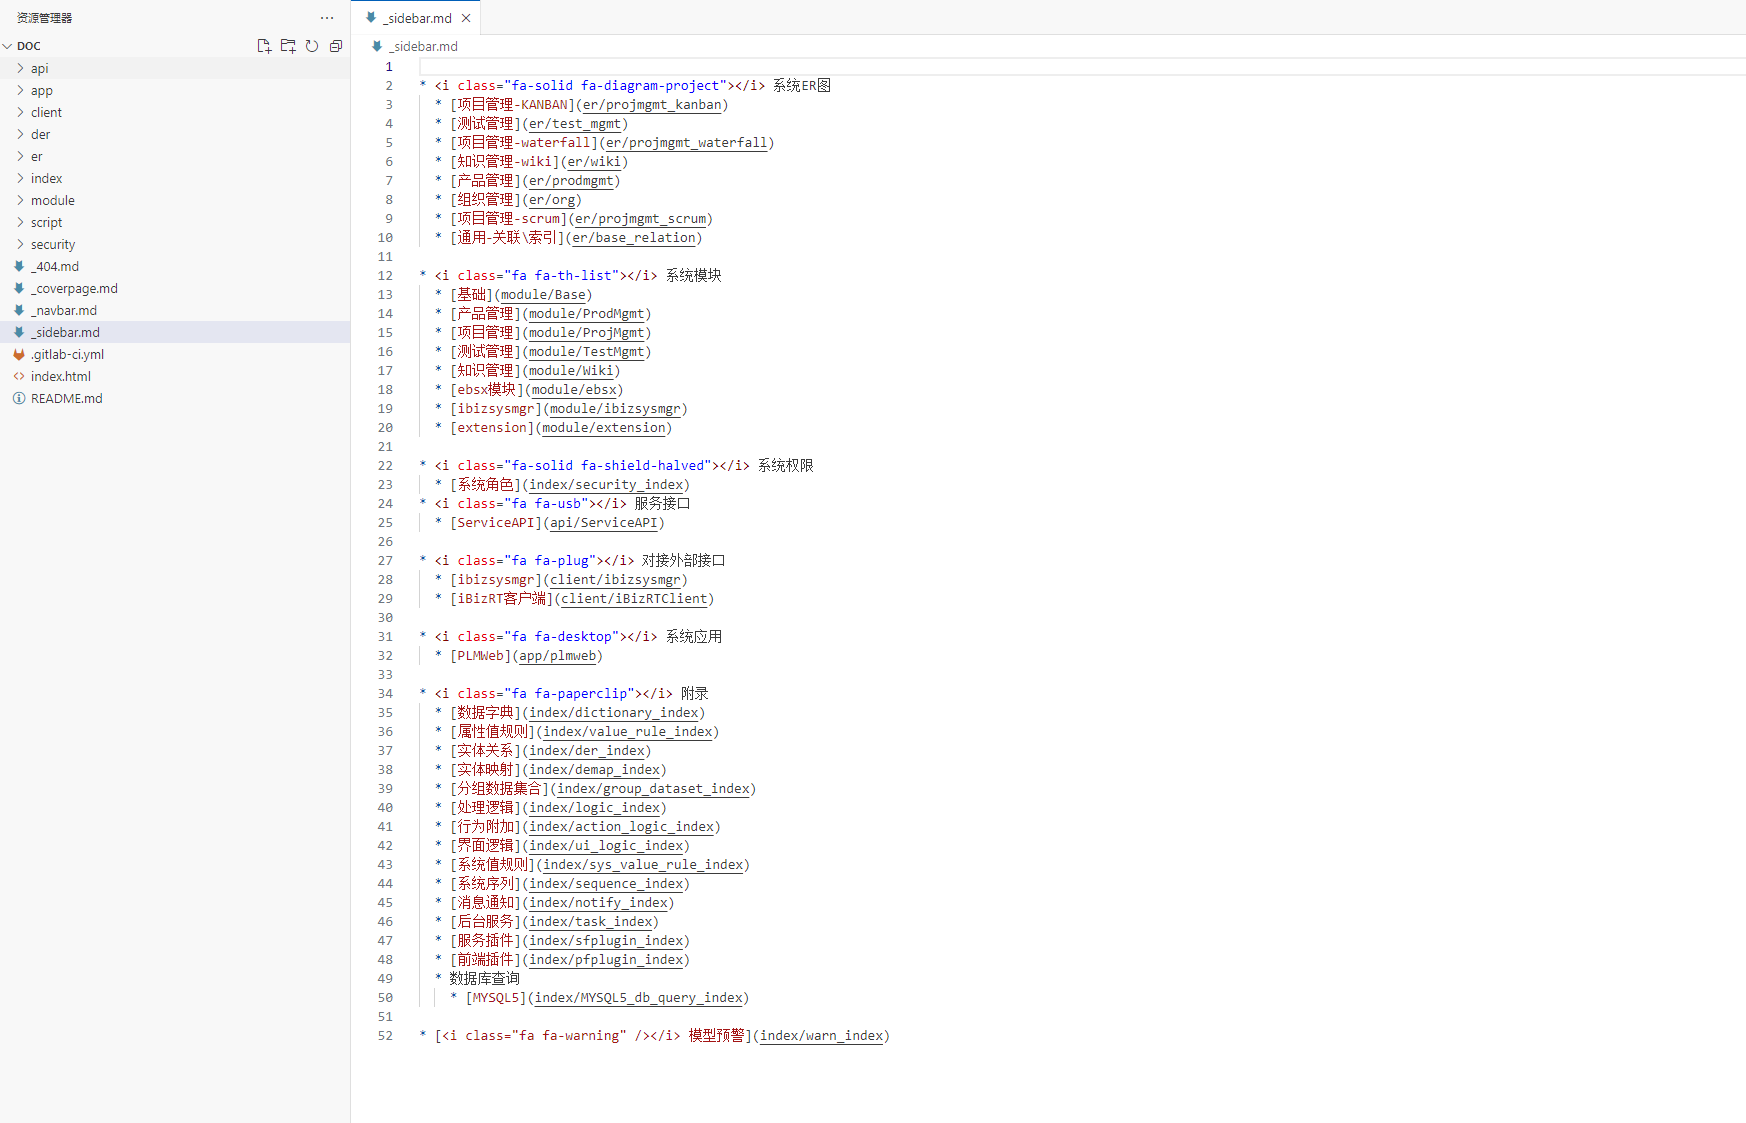 资源管理器
DOC
api
app
client
der
er
index
module
script
security
_404.md
_coverpage.md
_navbar.md
_sidebar.md
.gitlab-ci.yml
index.html
README.md
_sidebar.md
_sidebar.md
1
2 * <i class="fa-solid fa-diagram-project"></i> 系统ER图
3 * [项目管理-KANBAN](er/projmgmt_kanban)
4 * [测试管理](er/test_mgmt)
5 * [项目管理-waterfall](er/projmgmt_waterfall)
6 * [知识管理-wiki](er/wiki)
7 * [产品管理](er/prodmgmt)
8 * [组织管理](er/org)
9 * [项目管理-scrum](er/projmgmt_scrum)
10 * [通用-关联\索引](er/base_relation)
11
12 * <i class="fa fa-th-list"></i> 系统模块
13 * [基础](module/Base)
14 * [产品管理](module/ProdMgmt)
15 * [项目管理](module/ProjMgmt)
16 * [测试管理](module/TestMgmt)
17 * [知识管理](module/Wiki)
18 * [ebsx模块](module/ebsx)
19 * [ibizsysmgr](module/ibizsysmgr)
20 * [extension](module/extension)
21
22 * <i class="fa-solid fa-shield-halved"></i> 系统权限
23 * [系统角色](index/security_index)
24 * <i class="fa fa-usb"></i> 服务接口
25 * [ServiceAPI](api/ServiceAPI)
26
27 * <i class="fa fa-plug"></i> 对接外部接口
28 * [ibizsysmgr](client/ibizsysmgr)
29 * [iBizRT客户端](client/iBizRTClient)
30
31 * <i class="fa fa-desktop"></i> 系统应用
32 * [PLMWeb](app/plmweb)
33
34 * <i class="fa fa-paperclip"></i> 附录
35 * [数据字典](index/dictionary_index)
36 * [属性值规则](index/value_rule_index)
37 * [实体关系](index/der_index)
38 * [实体映射](index/demap_index)
39 * [分组数据集合](index/group_dataset_index)
40 * [处理逻辑](index/logic_index)
41 * [行为附加](index/action_logic_index)
42 * [界面逻辑](index/ui_logic_index)
43 * [系统值规则](index/sys_value_rule_index)
44 * [系统序列](index/sequence_index)
45 * [消息通知](index/notify_index)
46 * [后台服务](index/task_index)
47 * [服务插件](index/sfplugin_index)
48 * [前端插件](index/pfplugin_index)
49 * 数据库查询
50 * [MYSQL5](index/MYSQL5_db_query_index)
51
52 * [<i class="fa fa-warning" /></i> 模型预警](index/warn_index)